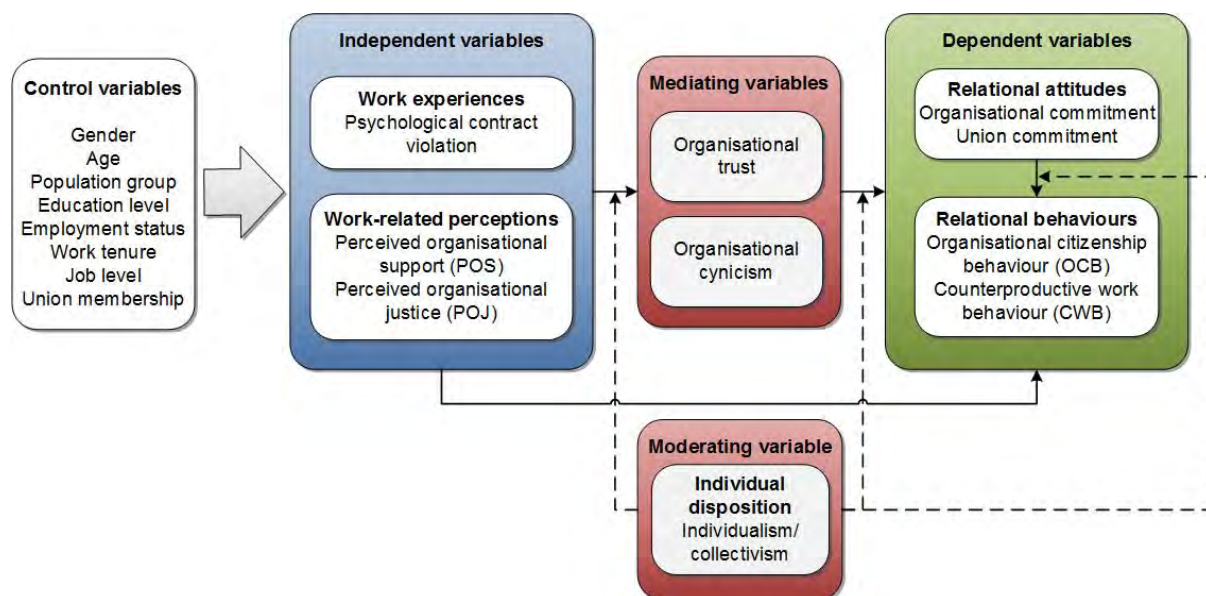 Control variables
Gender
Age
Population group
Education level
Employment status
Work tenure
Job level
Union membership
Independent variables
Work experiences
Psychological contract
violation
Work-related perceptions
Perceived organisational
support (POS)
Perceived organisational
justice (POJ)
Mediating variables
Organisational
trust
Organisational
cynicism
Dependent variables
Relational attitudes
Organisational commitment
Union commitment
Relational behaviours
Organisational citizenship
behaviour (OCB)
Counterproductive work
behaviour (CWB)
Moderating variable
Individual
disposition
Individualism/
collectivism